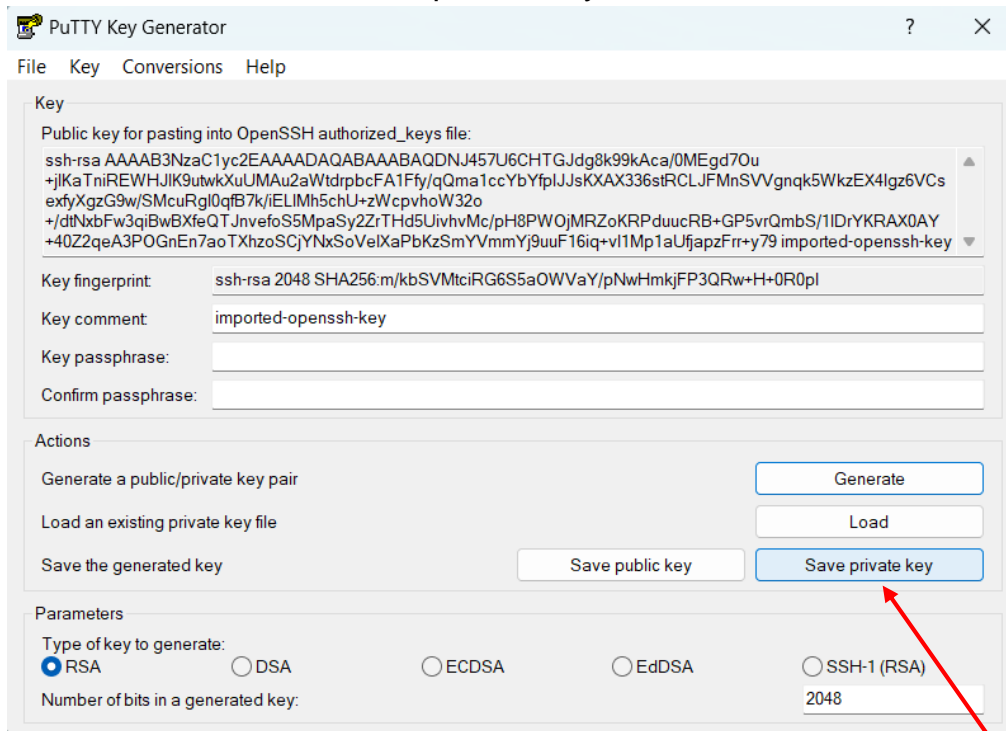 PuTTY Key Generator
?
File Key Conversions Help
Key
Public key for pasting into OpenSSH authorized_keys file:
ssh-rsa AAAAB3NzaC1yc2EAAAADAQABAAABAQDNJ457U6CHTGJdg8k99kAca/0MEgd7Ou
+jlKaTniREWHJlK9utwkXuUMAu2aWtdrpbcFA1Ffy/qQma1ccYbYfpIJJsKXAX336stRCLJFMnSVVgnqk5WkzEX4Igz6VCs
exfyXgzG9w/SMcuRgI0qfB7k/iELIMh5chU+zWcpvhoW32o
+/dtNxbFw3qiBwBXfeQTJnvefoS5MpaSy2ZrTHd5UivhvMc/pH8PWOjMRZoKRPduucRB+GP5vrQmbS/1IDrYKRAX0AY
+40Z2qeA3POGnEn7aoTXhzoSCjYNxSoVelXaPbKzSmYVmmYj9uuF16iq+vl1Mp1aUfjapzFrr+y79 imported-openssh-key
Key fingerprint: ssh-rsa 2048 SHA256:m/kbSVMtciRG6S5aOWVaY/pNwHmkjFP3QRw+H+0R0pI
Key comment: imported-openssh-key
Key passphrase:
Confirm passphrase:
Actions
Generate a public/private key pair Generate
Load an existing private key file Load
Save the generated key Save public key Save private key
Parameters
Type of key to generate:
RSA DSA ECDSA EdDSA SSH-1 (RSA)
Number of bits in a generated key: 2048